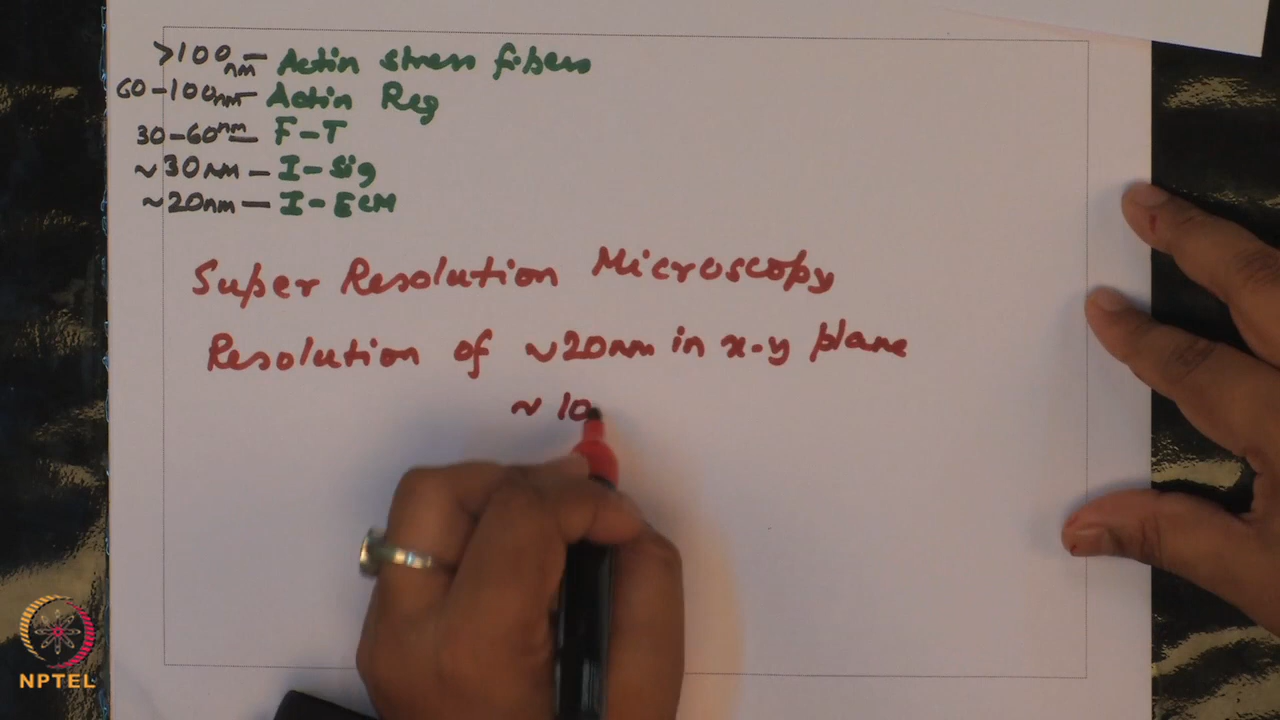 >100nm — Actin stress fibers
60-100nm — Actin Reg
30-60nm — F-T
~30nm — I-Sig
~20nm — I-ECM
Super Resolution Microscopy
Resolution of ~20nm in x-y plane
~ 10
NPTEL